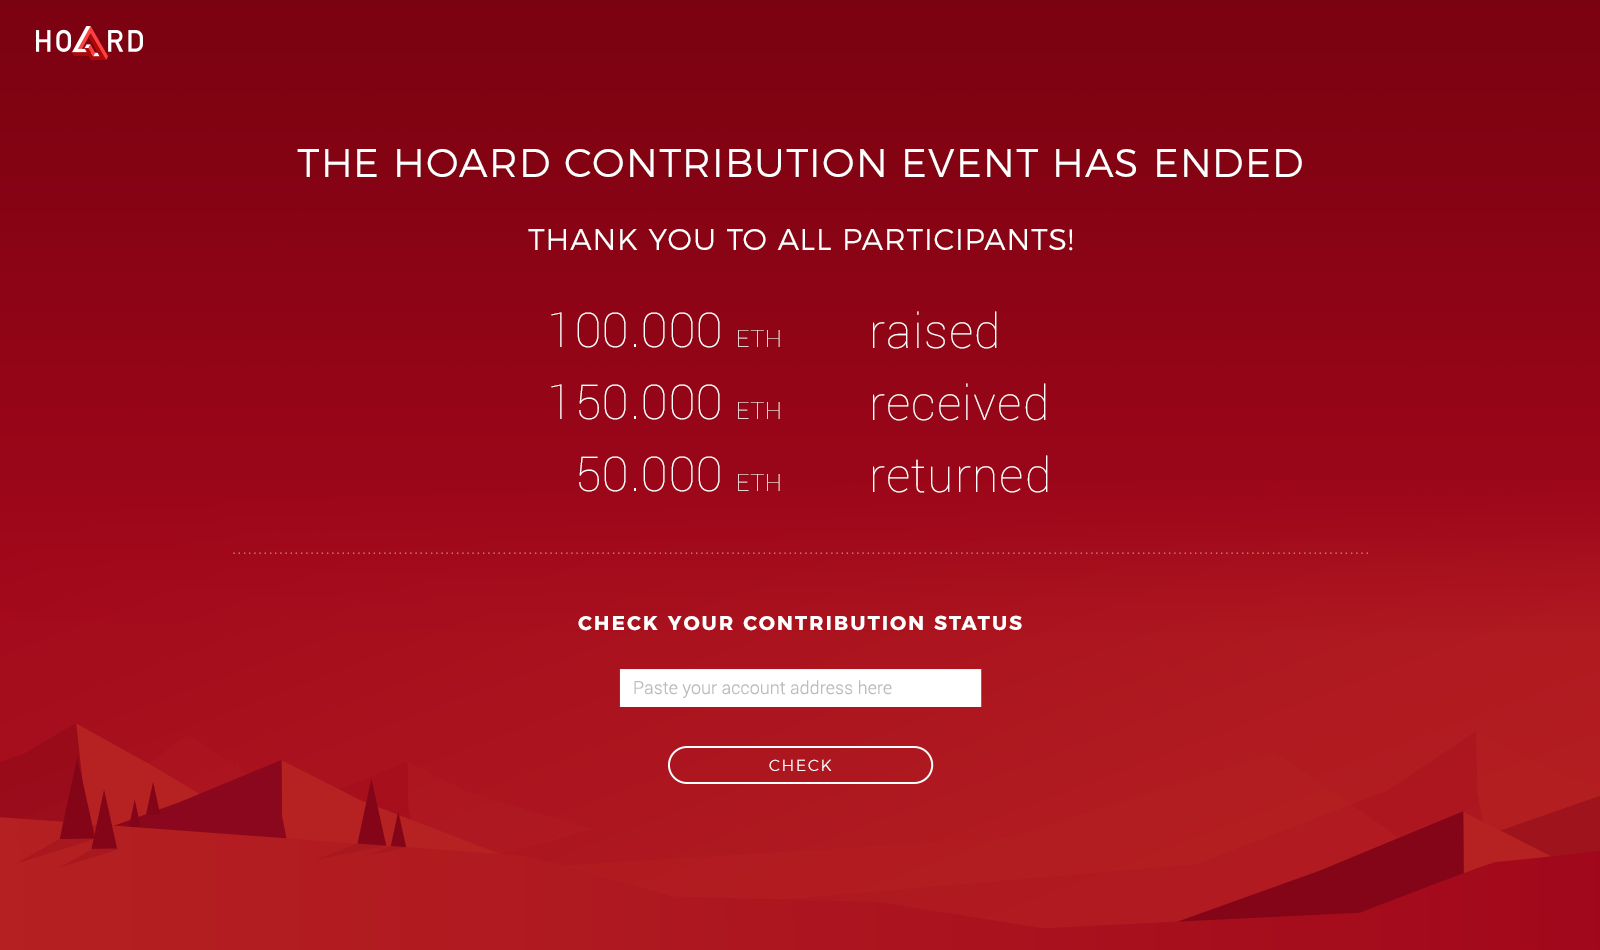 HOARD
THE HOARD CONTRIBUTION EVENT HAS ENDED
THANK YOU TO ALL PARTICIPANTS!
100.000 ETH raised
150.000 ETH received
50.000 ETH returned
CHECK YOUR CONTRIBUTION STATUS
Paste your account address here
CHECK